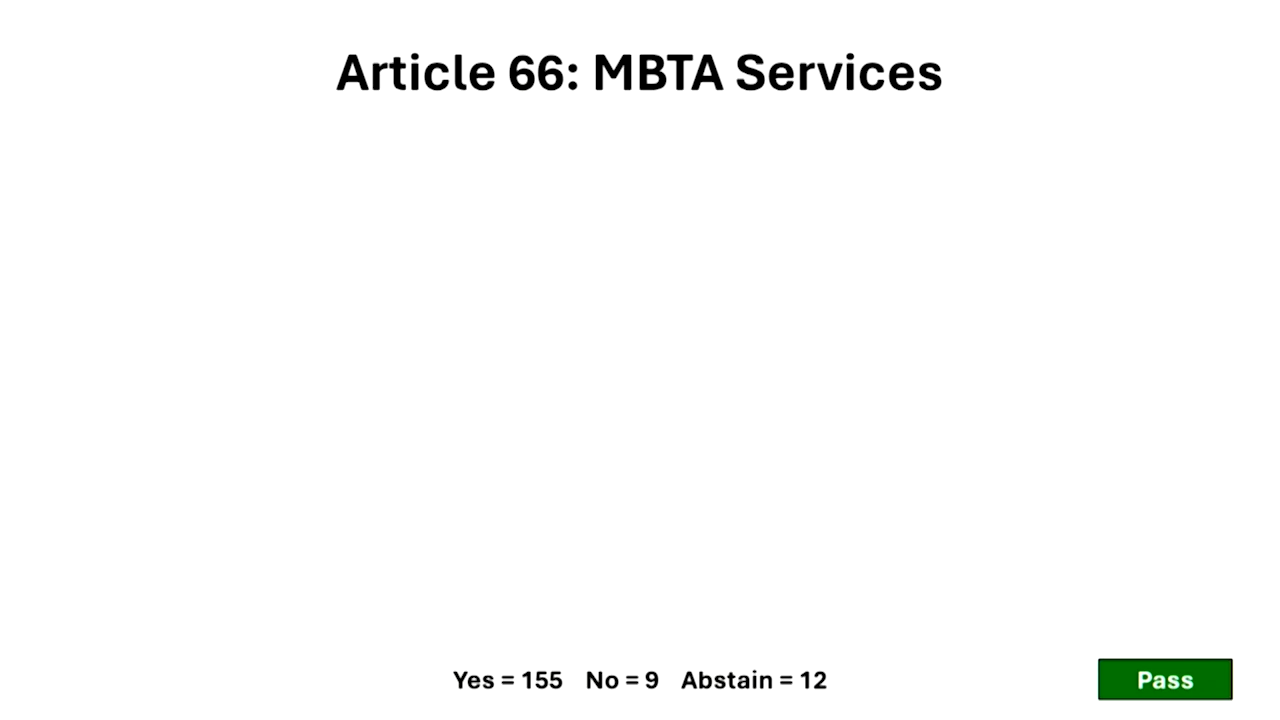 Article 66: MBTA Services
Yes = 155 No = 9 Abstain = 12
Pass